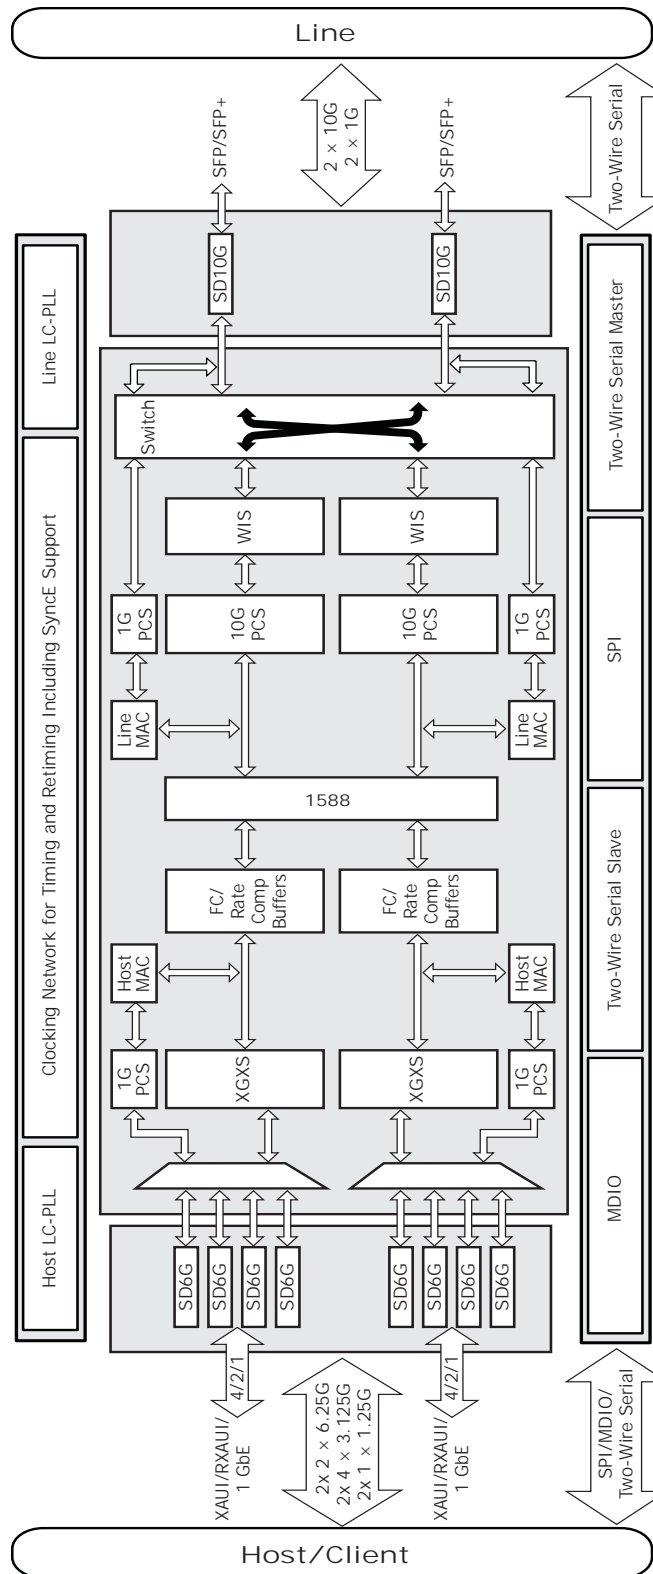 Line
SFP/SFP+
2 × 10G
2 × 1G
SFP/SFP+
Two-Wire Serial
SD10G
SD10G
Line LC-PLL
Two-Wire Serial Master
Switch
WIS
WIS
Clocking Network for Timing and Retiming Including SyncE Support
1G
PCS
10G
PCS
10G
PCS
1G
PCS
SPI
Line
MAC
Line
MAC
1588
FC/
Rate
Comp
Buffers
FC/
Rate
Comp
Buffers
Two-Wire Serial Slave
Host
MAC
Host
MAC
1G
PCS
XGXS
XGXS
1G
PCS
Host LC-PLL
MDIO
SD6G
SD6G
SD6G
SD6G
SD6G
SD6G
SD6G
SD6G
4/2/1
4/2/1
XAUI/RXAUI/
1 GbE
2x 2 × 6.25G
2x 4 × 3.125G
2x 1 × 1.25G
XAUI/RXAUI/
1 GbE
SPI/MDIO/
Two-Wire Serial
Host/Client